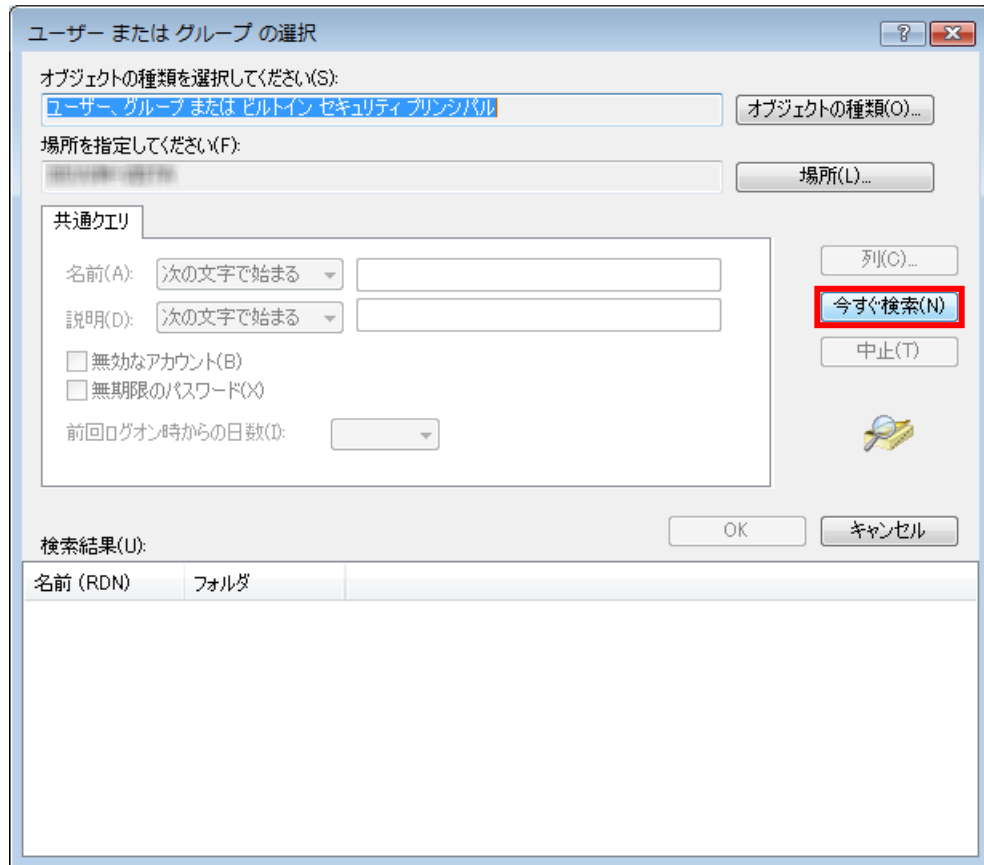 ユーザー または グループ の選択
オブジェクトの種類を選択してください(S):
ユーザー、グループ または ビルトイン セキュリティ プリンシパル
オブジェクトの種類(O)...
場所を指定してください(F):
場所(L)...
共通クエリ
名前(A): 次の文字で始まる
列(C)...
説明(D): 次の文字で始まる
今すぐ検索(N)
無効なアカウント(B)
中止(T)
無期限のパスワード(X)
前回ログオン時からの日数(I):
OK キャンセル
検索結果(U):
名前 (RDN) フォルダ